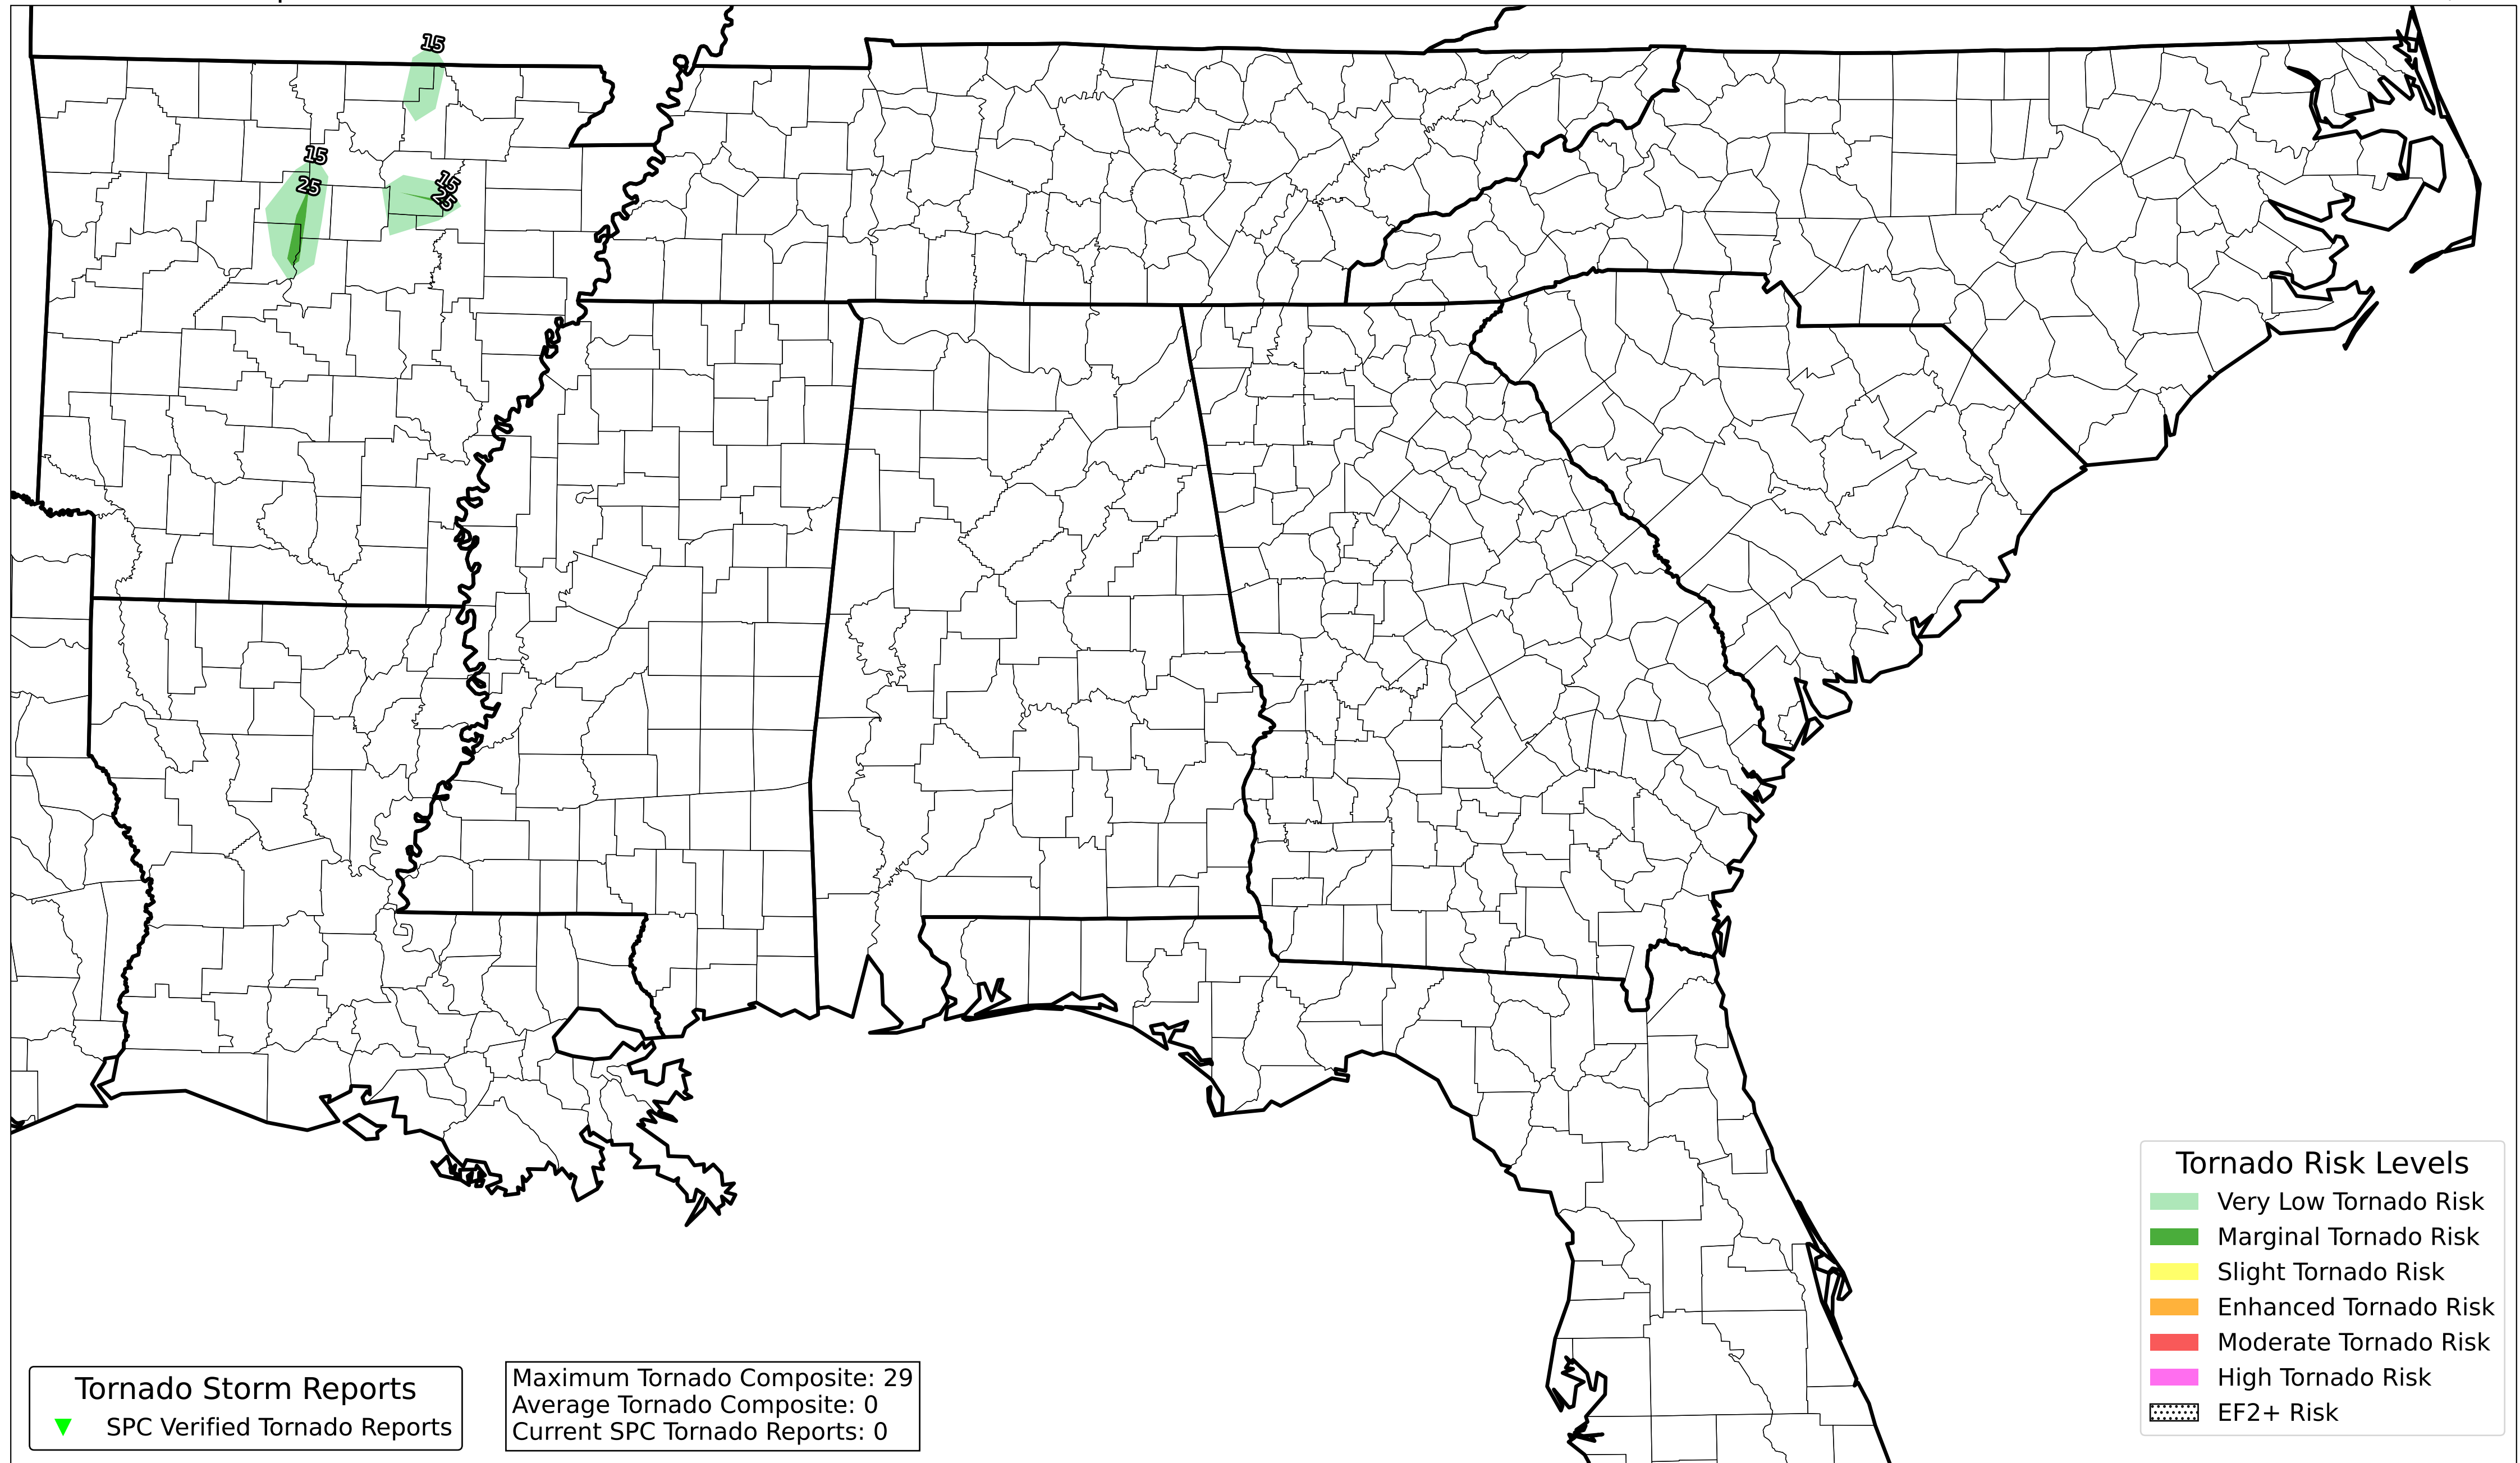 15
15
25
15
25
Tornado Risk Levels
Very Low Tornado Risk
Marginal Tornado Risk
Slight Tornado Risk
Enhanced Tornado Risk
Moderate Tornado Risk
High Tornado Risk
EF2+ Risk
Tornado Storm Reports
SPC Verified Tornado Reports
Maximum Tornado Composite: 29
Average Tornado Composite: 0
Current SPC Tornado Reports: 0